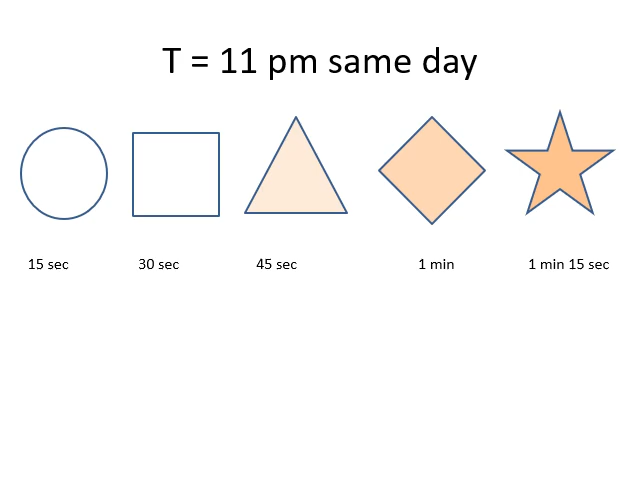 T = 11 pm same day
15 sec 30 sec 45 sec 1 min 1 min 15 sec